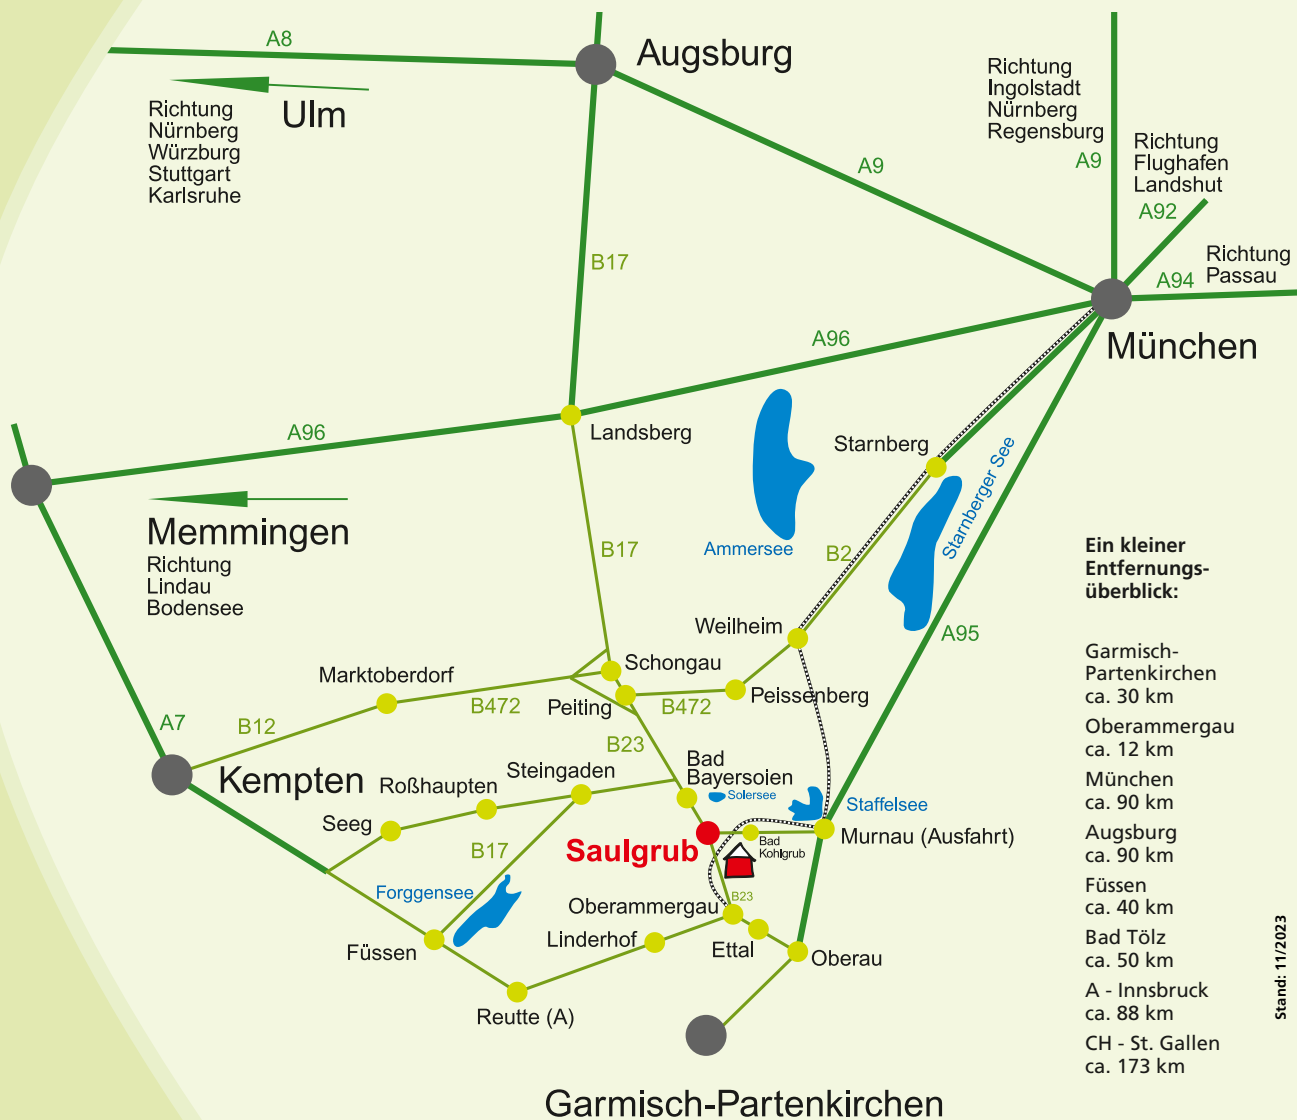 A8
Augsburg
Ulm
Richtung
Nürnberg
Würzburg
Stuttgart
Karlsruhe
Richtung
Ingolstadt
Nürnberg
Regensburg
A9
Richtung
Flughafen
Landshut
A92
Richtung
Passau
A94
A9
B17
A96
München
A96
Landsberg
Starnberg
Starnberger See
Memmingen
Richtung
Lindau
Bodensee
B17
Ammersee
B2
A95
Weilheim
Schongau
Marktoberdorf
B472
Peiting
B472
Peissenberg
A7
B12
B23
Kempten
Steingaden
Roßhaupten
Seeg
Bad
Bayersoien
Solersee
Staffelsee
Murnau (Ausfahrt)
Saulgrub
Bad
Kohlgrub
B17
Forggensee
B23
Oberammergau
Linderhof
Ettal
Oberau
Füssen
Reutte (A)
Garmisch-Partenkirchen
Ein kleiner
Entfernungs-
überblick:
Garmisch-
Partenkirchen
ca. 30 km
Oberammergau
ca. 12 km
München
ca. 90 km
Augsburg
ca. 90 km
Füssen
ca. 40 km
Bad Tölz
ca. 50 km
A - Innsbruck
ca. 88 km
CH - St. Gallen
ca. 173 km
Stand: 11/2023